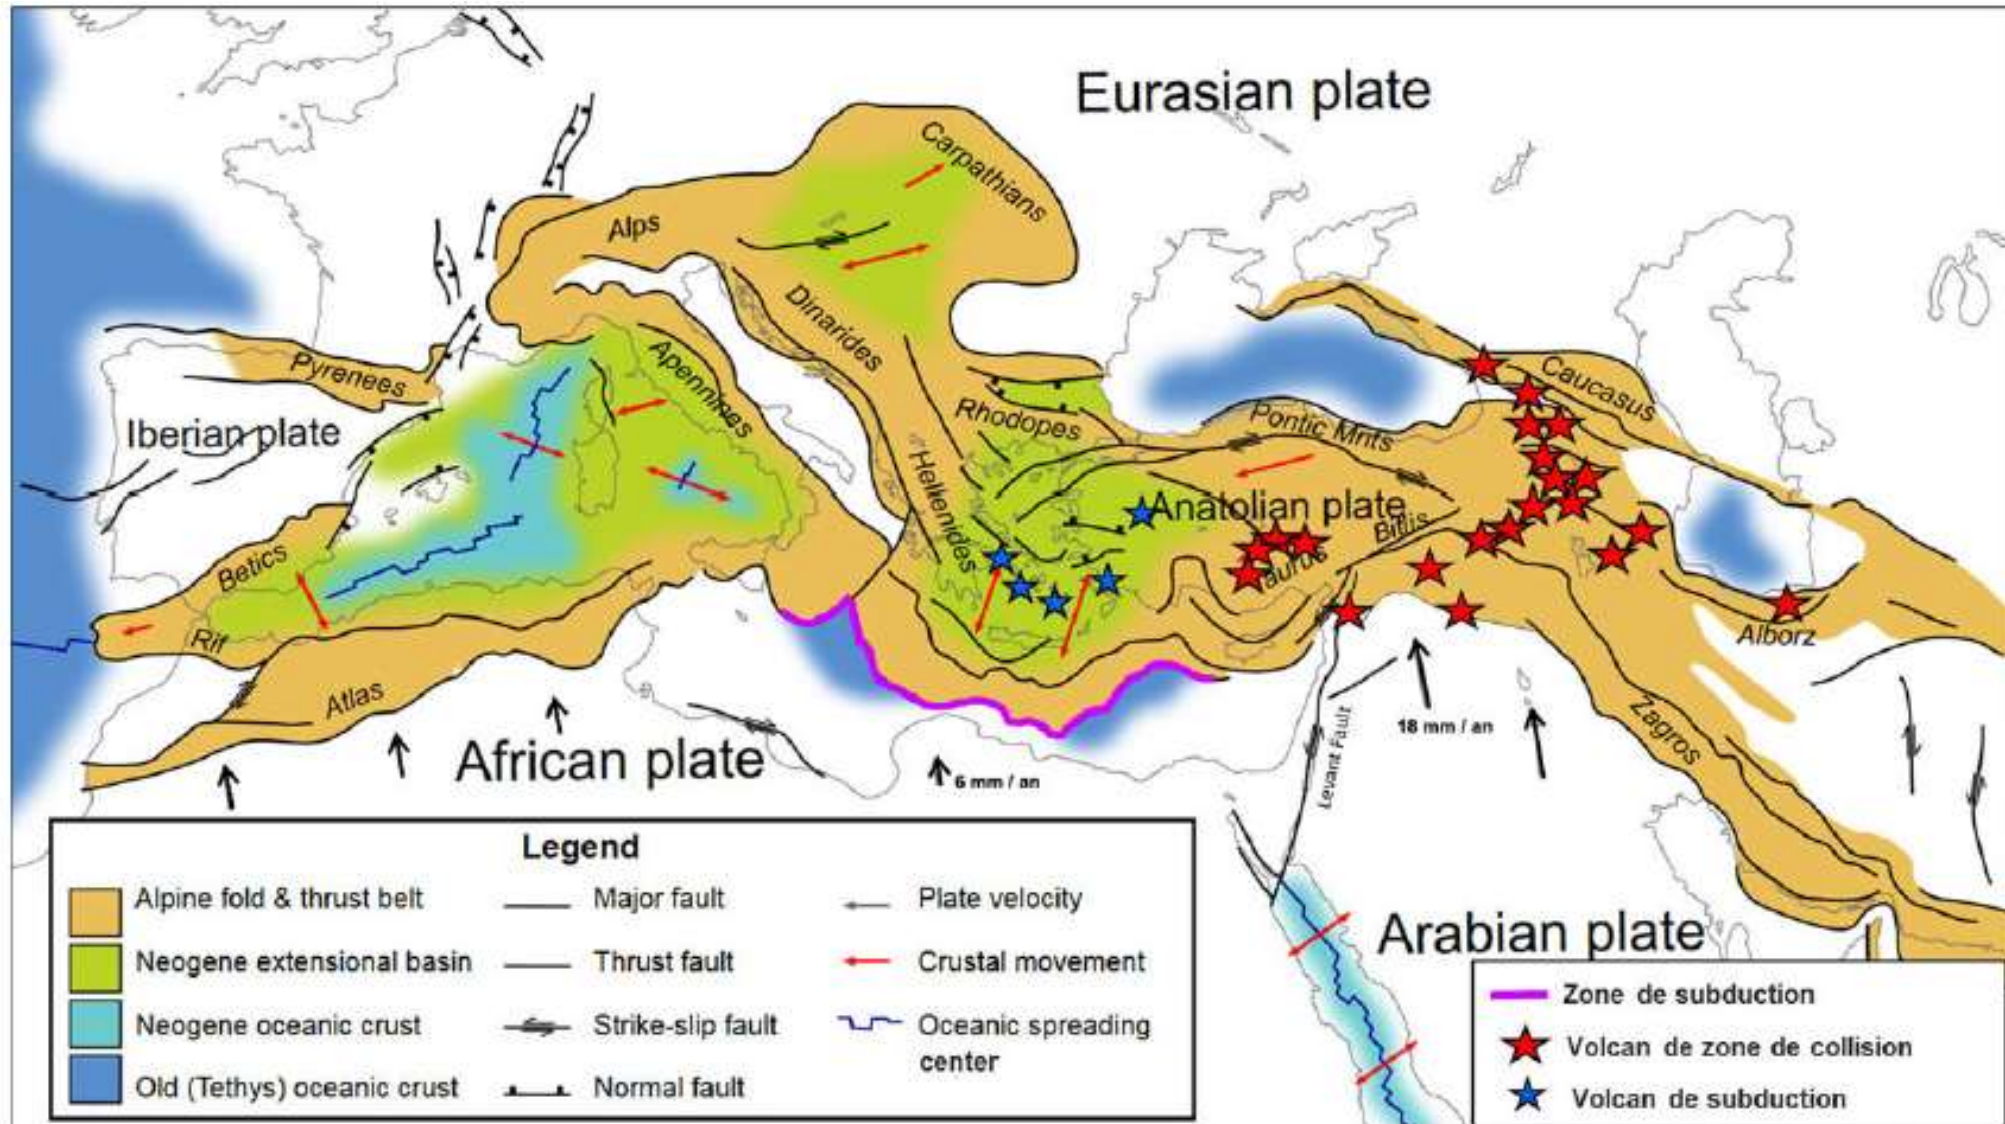 Eurasian plate
Carpathians
Alps
Dinarides
Pyrenees
Apennines
Caucasus
Iberian plate
Rhodopes
Pontic Mnts
Hellenides
Anatolian plate
Bitlis
Betics
Taurus
Rif
Alborz
Atlas
African plate
6 mm / an
Levant Fault
18 mm / an
Zagros
Arabian plate
Legend
Alpine fold & thrust belt
Neogene extensional basin
Neogene oceanic crust
Old (Tethys) oceanic crust
Major fault
Thrust fault
Strike-slip fault
Normal fault
Plate velocity
Crustal movement
Oceanic spreading
center
Zone de subduction
Volcan de zone de collision
Volcan de subduction